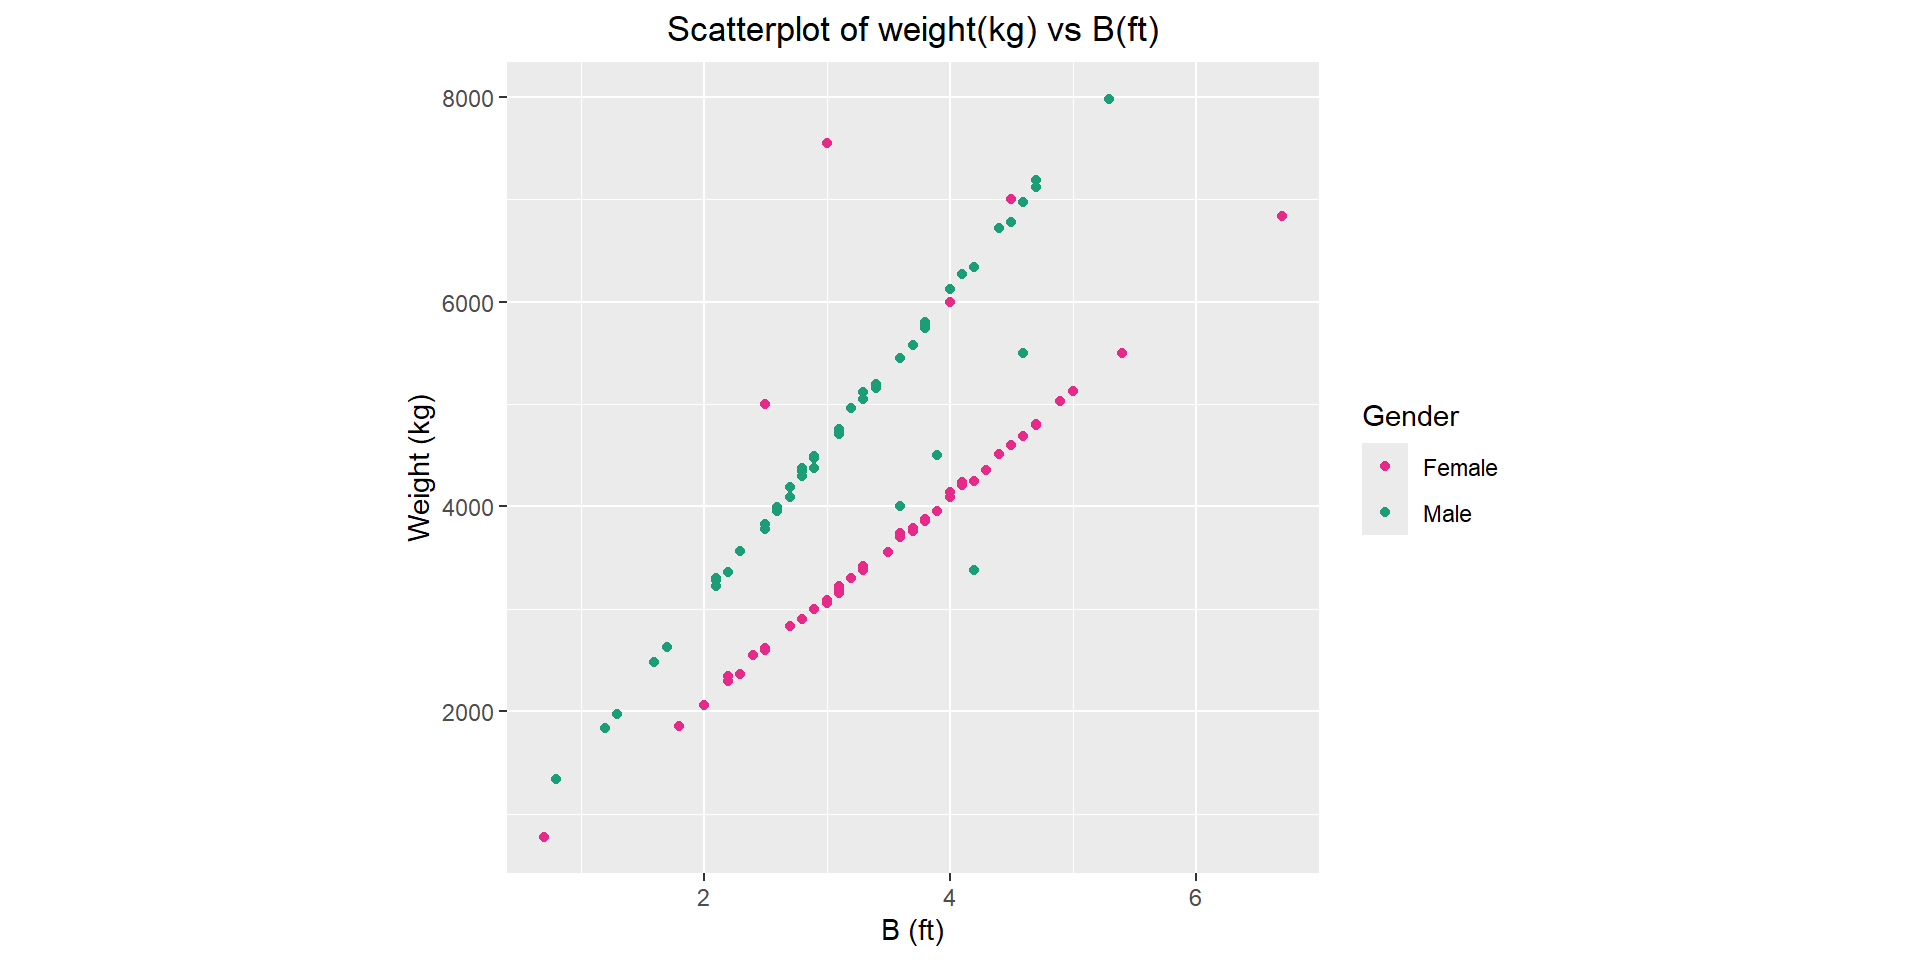 Scatterplot of weight(kg) vs B(ft)
8000
6000
4000
2000
Weight (kg)
2 4 6
B (ft)
Gender
Female
Male